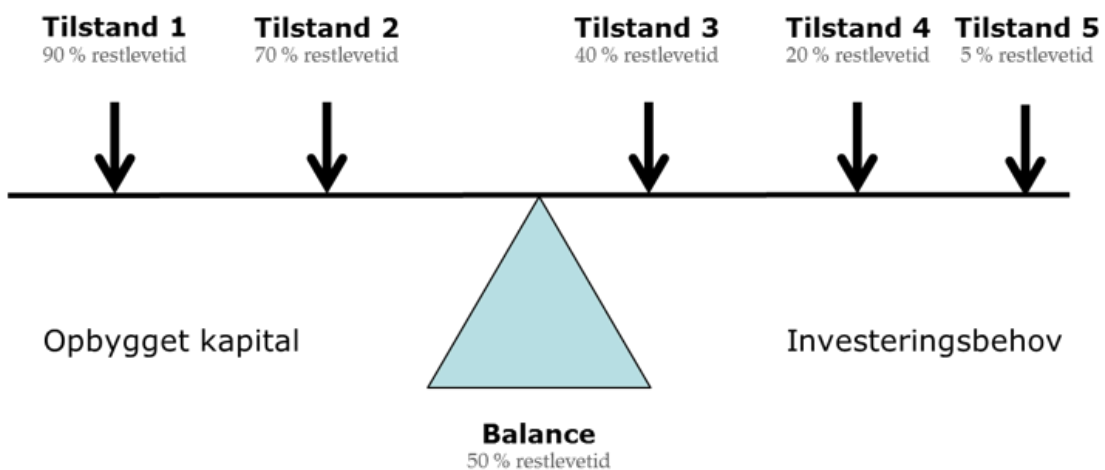 Tilstand 1
90 % restlevetid
Tilstand 2
70 % restlevetid
Tilstand 3
40 % restlevetid
Tilstand 4
20 % restlevetid
Tilstand 5
5 % restlevetid
Opbygget kapital
Investeringsbehov
Balance
50 % restlevetid